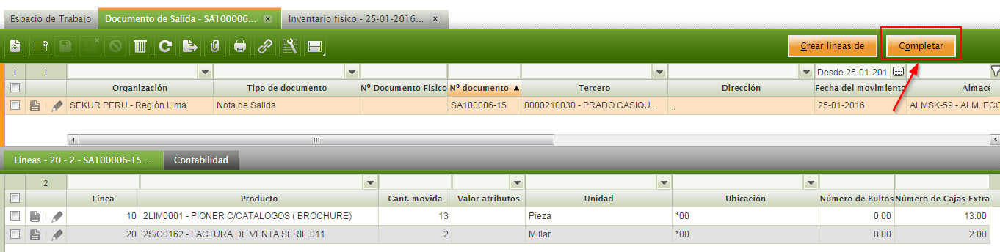 Espacio de Trabajo Documento de Salida - SA100006... x Inventario físico - 25-01-2016... x
Crear líneas de Completar
1 1 Desde 25-01-201
Organización Tipo de documento Nº Documento Físico Nº documento Tercero Dirección Fecha del movimiento Almacé
SEKUR PERU - Región Lima Nota de Salida SA100006-15 0000210030 - PRADO CASIQU... ., 25-01-2016 ALMSK-59 - ALM. ECO
Líneas - 20 - 2 - SA100006-15 ... Contabilidad
2
Línea Producto Cant. movida Valor atributos Unidad Ubicación Número de Bultos Número de Cajas Extra
10 2LIM0001 - PIONER C/CATALOGOS ( BROCHURE) 13 Pieza *00 0.00 13.00
20 2S/C0162 - FACTURA DE VENTA SERIE 011 2 Millar *00 0.00 2.00